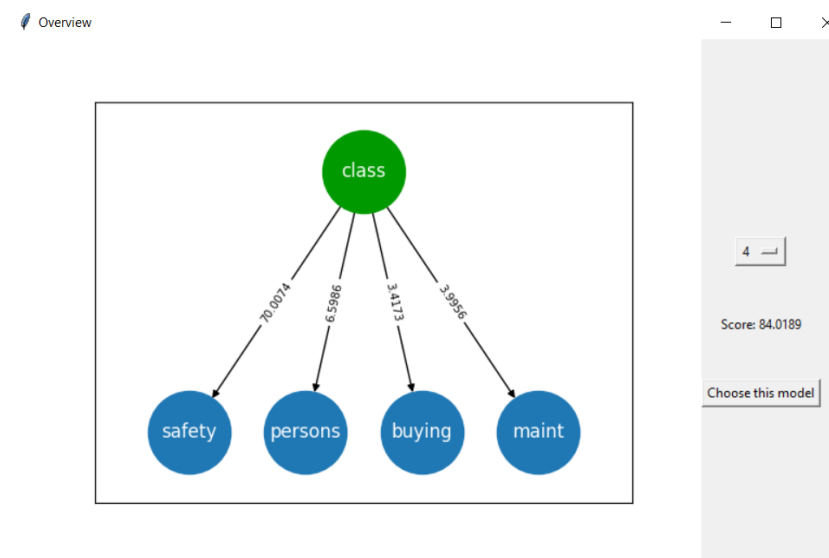 Overview
class
70.0074
6.5986
3.4173
3.9956
safety
persons
buying
maint
4
Score: 84.0189
Choose this model